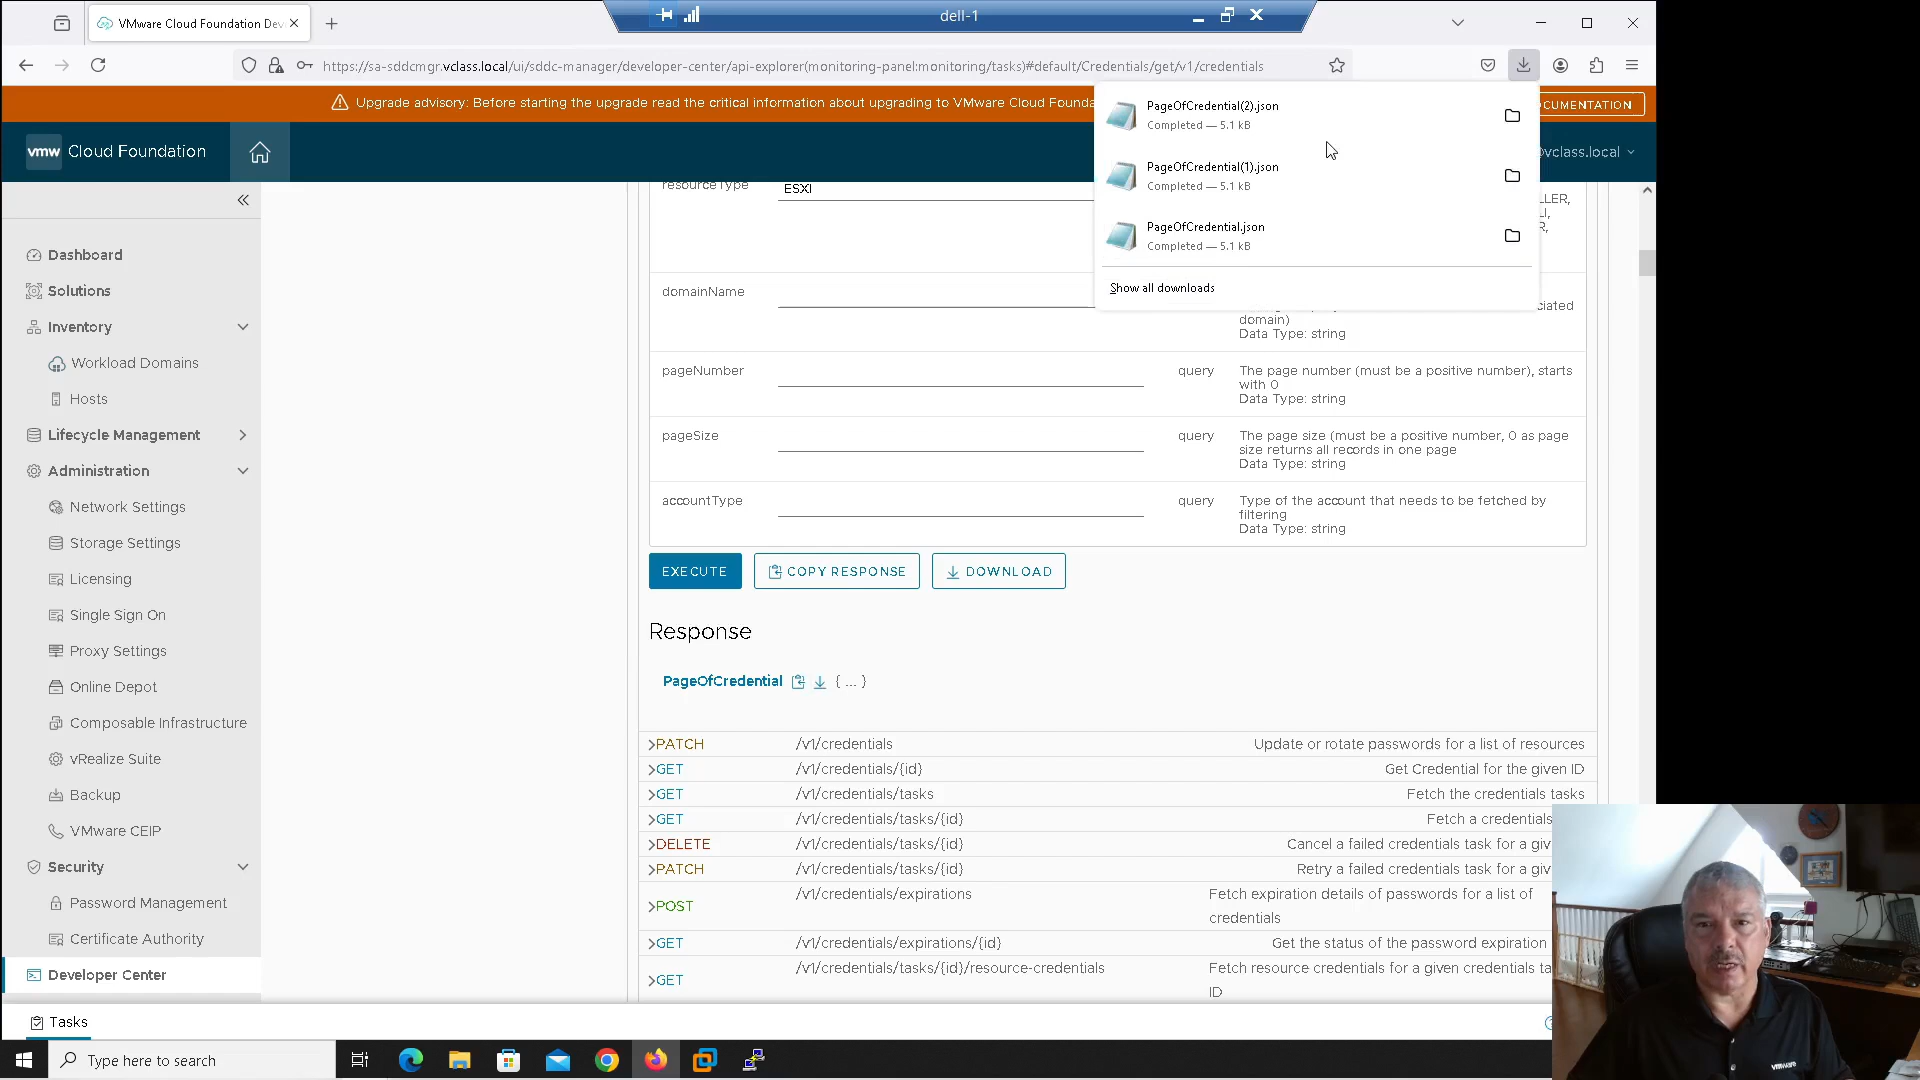 VMware Cloud Foundation Dev
dell-1
https://sa-sddcmgr.vclass.local/ui/sddc-manager/developer-center/api-explorer(monitoring-panel:monitoring/tasks)#default/Credentials/get/v1/credentials
Upgrade advisory: Before starting the upgrade read the critical information about upgrading to VMware Cloud Founda
OCUMENTATION
vmw Cloud Foundation
@vclass.local
PageOfCredential(2).json
Completed — 5.1 kB
PageOfCredential(1).json
Completed — 5.1 kB
PageOfCredential.json
Completed — 5.1 kB
Show all downloads
Dashboard
Solutions
Inventory
Workload Domains
Hosts
Lifecycle Management
Administration
Network Settings
Storage Settings
Licensing
Single Sign On
Proxy Settings
Online Depot
Composable Infrastructure
vRealize Suite
Backup
VMware CEIP
Security
Password Management
Certificate Authority
Developer Center
resourceType
ESXI
LLER,
LI,
R,
domainName
ciated
domain)
Data Type: string
pageNumber
query
The page number (must be a positive number), starts
with 0
Data Type: string
pageSize
query
The page size (must be a positive number, 0 as page
size returns all records in one page
Data Type: string
accountType
query
Type of the account that needs to be fetched by
filtering
Data Type: string
EXECUTE
COPY RESPONSE
DOWNLOAD
Response
PageOfCredential { ... }
PATCH /v1/credentials Update or rotate passwords for a list of resources
GET /v1/credentials/{id} Get Credential for the given ID
GET /v1/credentials/tasks Fetch the credentials tasks
GET /v1/credentials/tasks/{id} Fetch a credentials
DELETE /v1/credentials/tasks/{id} Cancel a failed credentials task for a giv
PATCH /v1/credentials/tasks/{id} Retry a failed credentials task for a giv
POST /v1/credentials/expirations Fetch expiration details of passwords for a list of
credentials
GET /v1/credentials/expirations/{id} Get the status of the password expiration
GET /v1/credentials/tasks/{id}/resource-credentials Fetch resource credentials for a given credentials ta
ID
Tasks
Type here to search
vmware